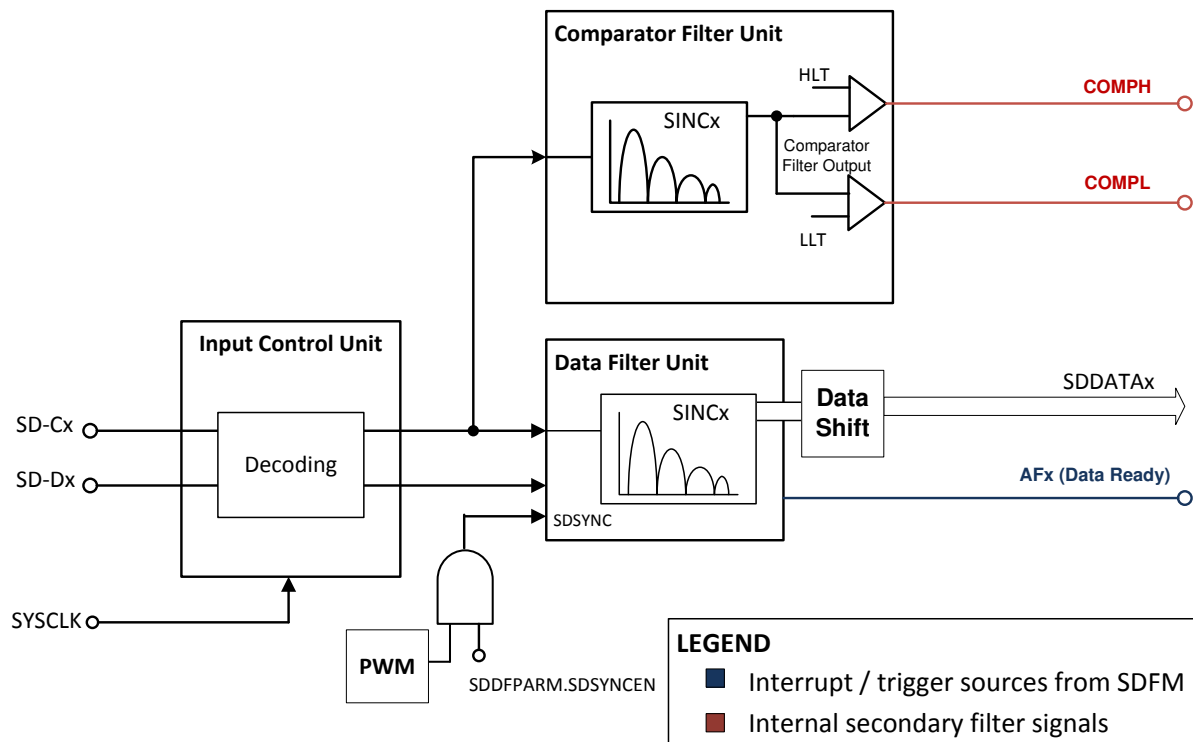 Comparator Filter Unit
HLT
SINCx
Comparator
Filter Output
LLT
COMPH
COMPL
Input Control Unit
Decoding
SD-Cx
SD-Dx
SYSCLK
Data Filter Unit
SINCx
SDSYNC
Data
Shift
SDDATAx
AFx (Data Ready)
PWM
SDDFPARM.SDSYNCEN
LEGEND
Interrupt / trigger sources from SDFM
Internal secondary filter signals